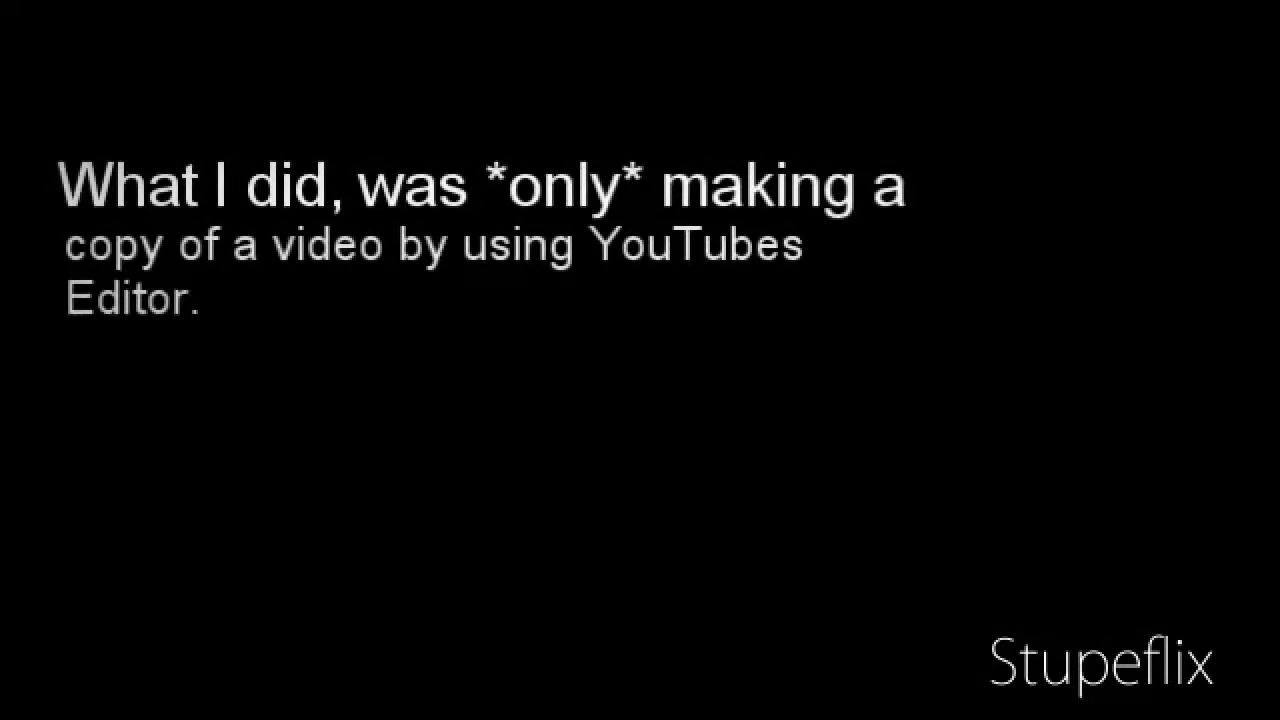 What I did, was *only* making a
copy of a video by using YouTubes
Editor.
Stupeflix